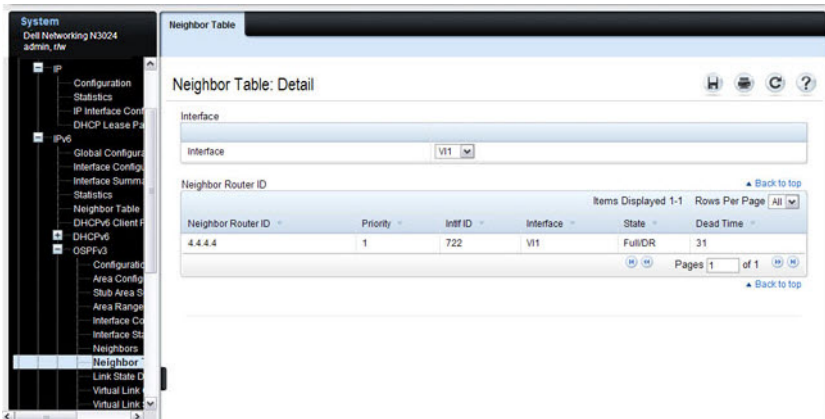 System
Dell Networking N3024
admin, r/w
IP
Configuration
Statistics
IP Interface Conf
DHCP Lease Pa
IPv6
Global Configura
Interface Configu
Interface Summa
Statistics
Neighbor Table
DHCPv6 Client P
DHCPv6
OSPFv3
Configuratio
Area Config
Stub Area S
Area Range
Interface Co
Interface Sta
Neighbors
Neighbor T
Link State D
Virtual Link
Virtual Link
Neighbor Table
Neighbor Table: Detail
Interface
Interface Vl1
Neighbor Router ID Back to top
Items Displayed 1-1 Rows Per Page All
Neighbor Router ID Priority IntIf ID Interface State Dead Time
4.4.4.4 1 722 Vl1 Full/DR 31
Pages 1 of 1
Back to top